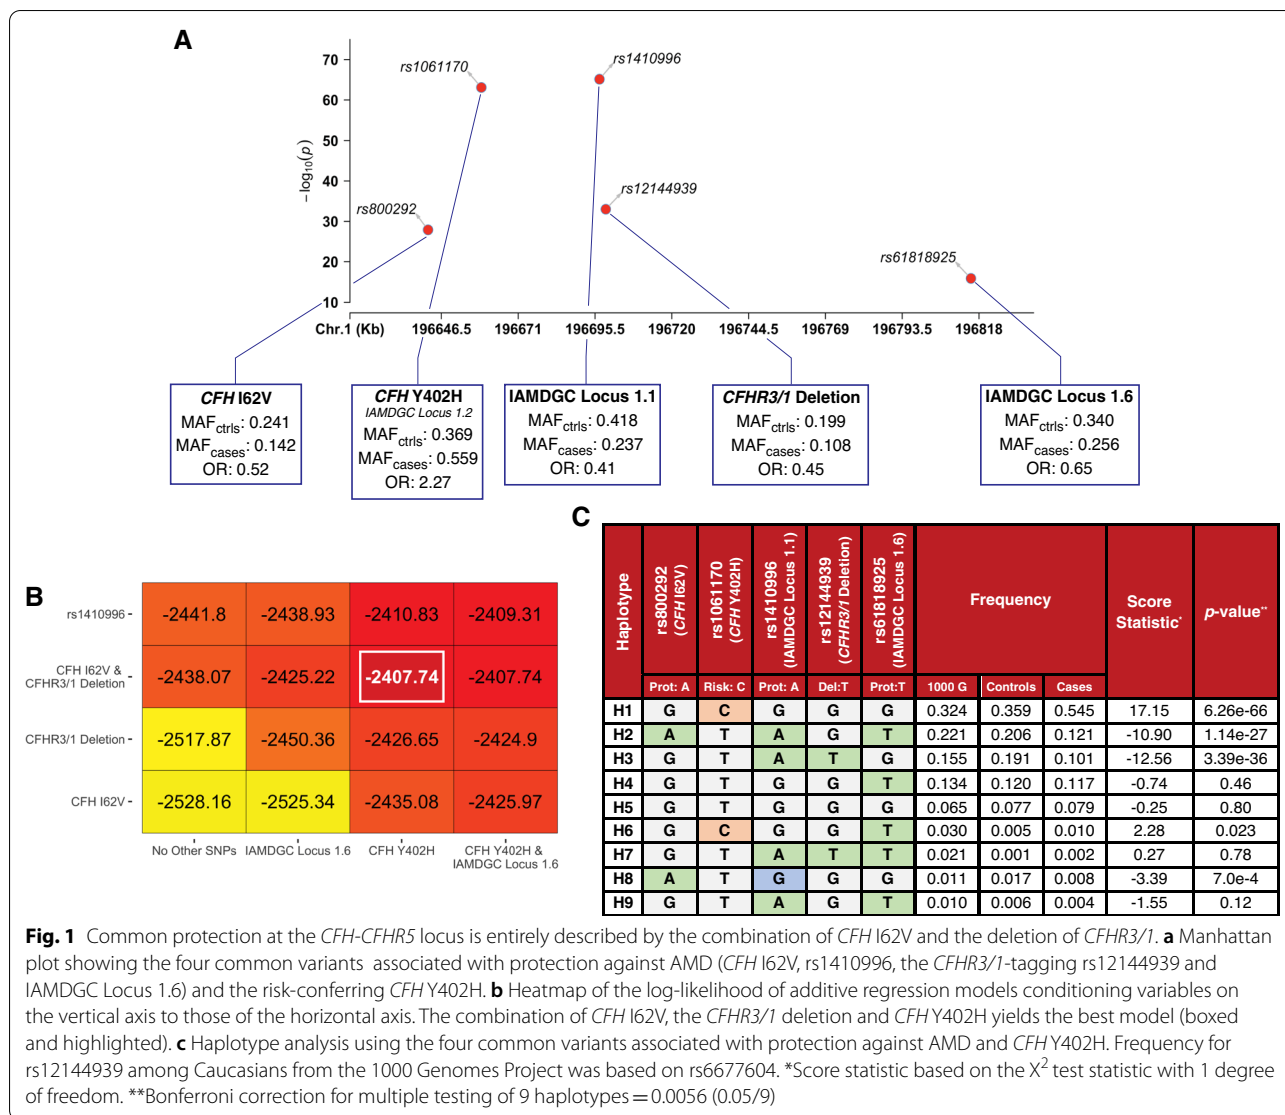 A
70
60
50
40
30
20
10
−log10(p)
rs1061170
rs1410996
rs12144939
rs800292
rs61818925
Chr.1 (Kb)
196646.5
196671
196695.5
196720
196744.5
196769
196793.5
196818
CFH I62V
MAFctrls: 0.241
MAFcases: 0.142
OR: 0.52
CFH Y402H
IAMDGC Locus 1.2
MAFctrls: 0.369
MAFcases: 0.559
OR: 2.27
IAMDGC Locus 1.1
MAFctrls: 0.418
MAFcases: 0.237
OR: 0.41
CFHR3/1 Deletion
MAFctrls: 0.199
MAFcases: 0.108
OR: 0.45
IAMDGC Locus 1.6
MAFctrls: 0.340
MAFcases: 0.256
OR: 0.65
B
rs1410996 -2441.8 -2438.93 -2410.83 -2409.31
CFH I62V &
CFHR3/1 Deletion -2438.07 -2425.22 -2407.74 -2407.74
CFHR3/1 Deletion -2517.87 -2450.36 -2426.65 -2424.9
CFH I62V -2528.16 -2525.34 -2435.08 -2425.97
No Other SNPs
IAMDGC Locus 1.6
CFH Y402H
CFH Y402H &
IAMDGC Locus 1.6
C
Haplotype
rs800292
(CFH I62V)
rs1061170
(CFH Y402H)
rs1410996
(IAMDGC Locus 1.1)
rs12144939
(CFHR3/1 Deletion)
rs61818925
(IAMDGC Locus 1.6)
Frequency
Score
Statistic*
p-value**
Prot: A Risk: C Prot: A Del:T Prot:T 1000 G Controls Cases
H1 G C G G G 0.324 0.359 0.545 17.15 6.26e-66
H2 A T A G T 0.221 0.206 0.121 -10.90 1.14e-27
H3 G T A T G 0.155 0.191 0.101 -12.56 3.39e-36
H4 G T G G T 0.134 0.120 0.117 -0.74 0.46
H5 G T G G G 0.065 0.077 0.079 -0.25 0.80
H6 G C G G T 0.030 0.005 0.010 2.28 0.023
H7 G T A T T 0.021 0.001 0.002 0.27 0.78
H8 A T G G G 0.011 0.017 0.008 -3.39 7.0e-4
H9 G T A G T 0.010 0.006 0.004 -1.55 0.12
Fig. 1 Common protection at the CFH-CFHR5 locus is entirely described by the combination of CFH I62V and the deletion of CFHR3/1. a Manhattan
plot showing the four common variants associated with protection against AMD (CFH I62V, rs1410996, the CFHR3/1-tagging rs12144939 and
IAMDGC Locus 1.6) and the risk-conferring CFH Y402H. b Heatmap of the log-likelihood of additive regression models conditioning variables on
the vertical axis to those of the horizontal axis. The combination of CFH I62V, the CFHR3/1 deletion and CFH Y402H yields the best model (boxed
and highlighted). c Haplotype analysis using the four common variants associated with protection against AMD and CFH Y402H. Frequency for
rs12144939 among Caucasians from the 1000 Genomes Project was based on rs6677604. *Score statistic based on the X2 test statistic with 1 degree
of freedom. **Bonferroni correction for multiple testing of 9 haplotypes = 0.0056 (0.05/9)